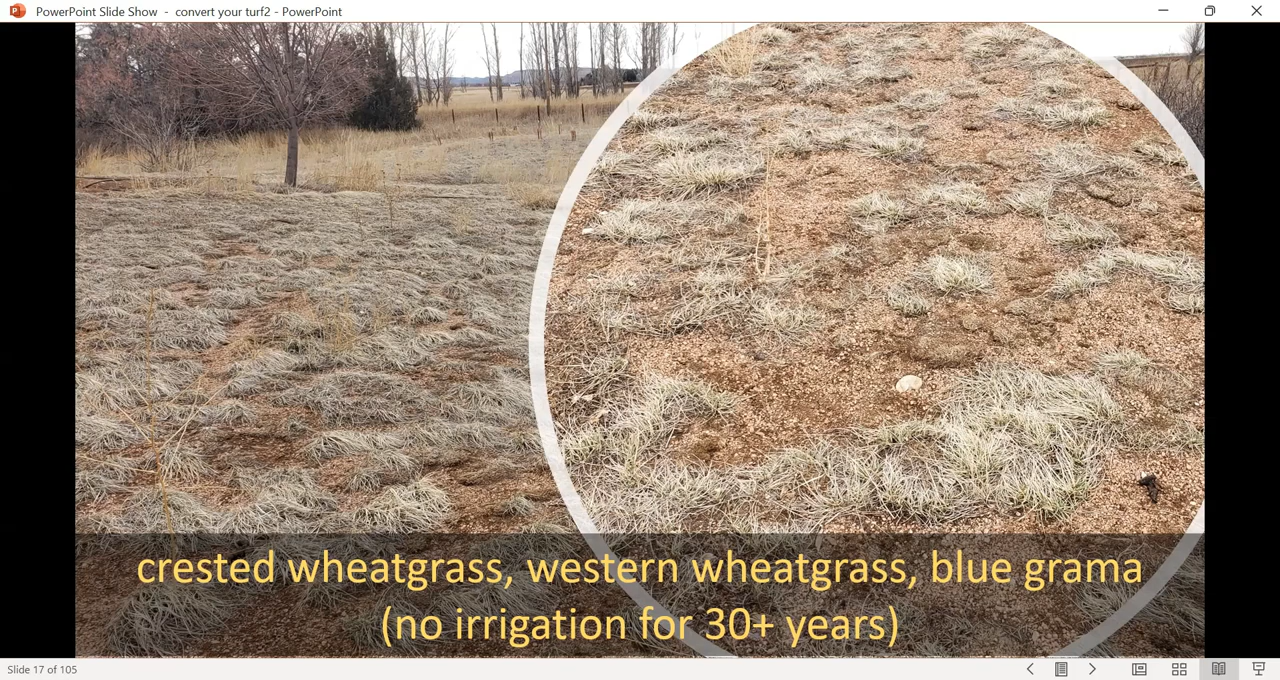 PowerPoint Slide Show - convert your turf2 - PowerPoint
crested wheatgrass, western wheatgrass, blue grama
(no irrigation for 30+ years)
Slide 17 of 105